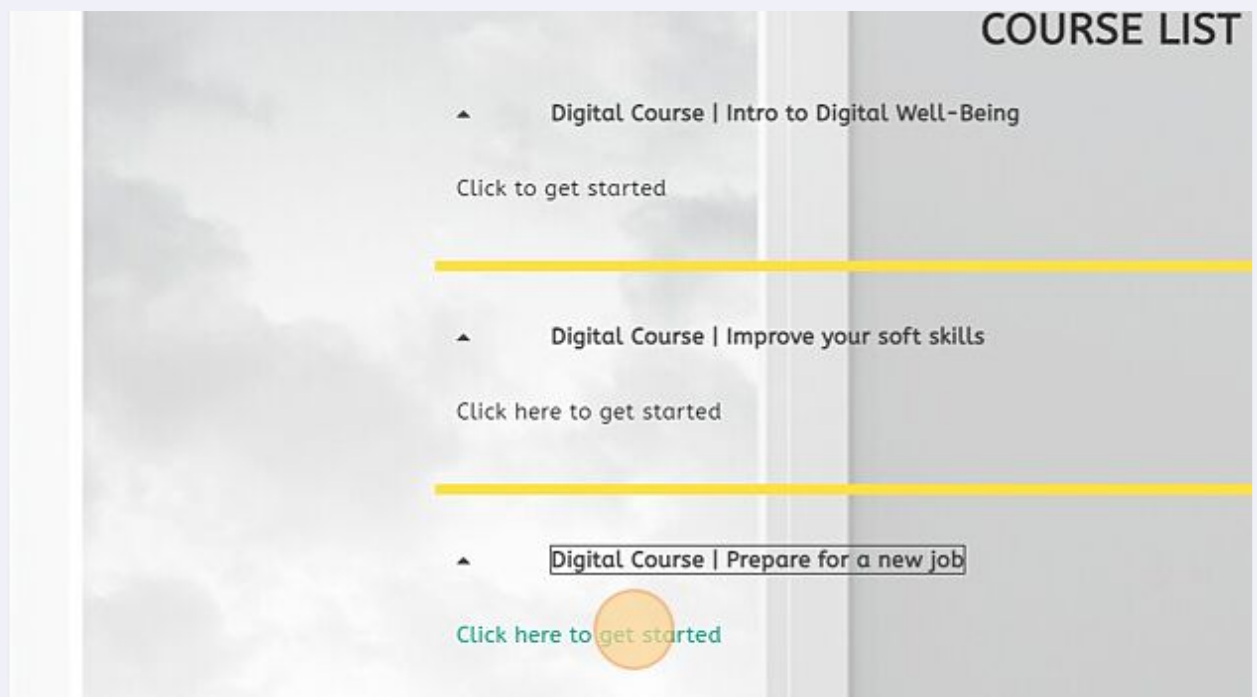 COURSE LIST
Digital Course | Intro to Digital Well-Being
Click to get started
Digital Course | Improve your soft skills
Click here to get started
Digital Course | Prepare for a new job
Click here to get started